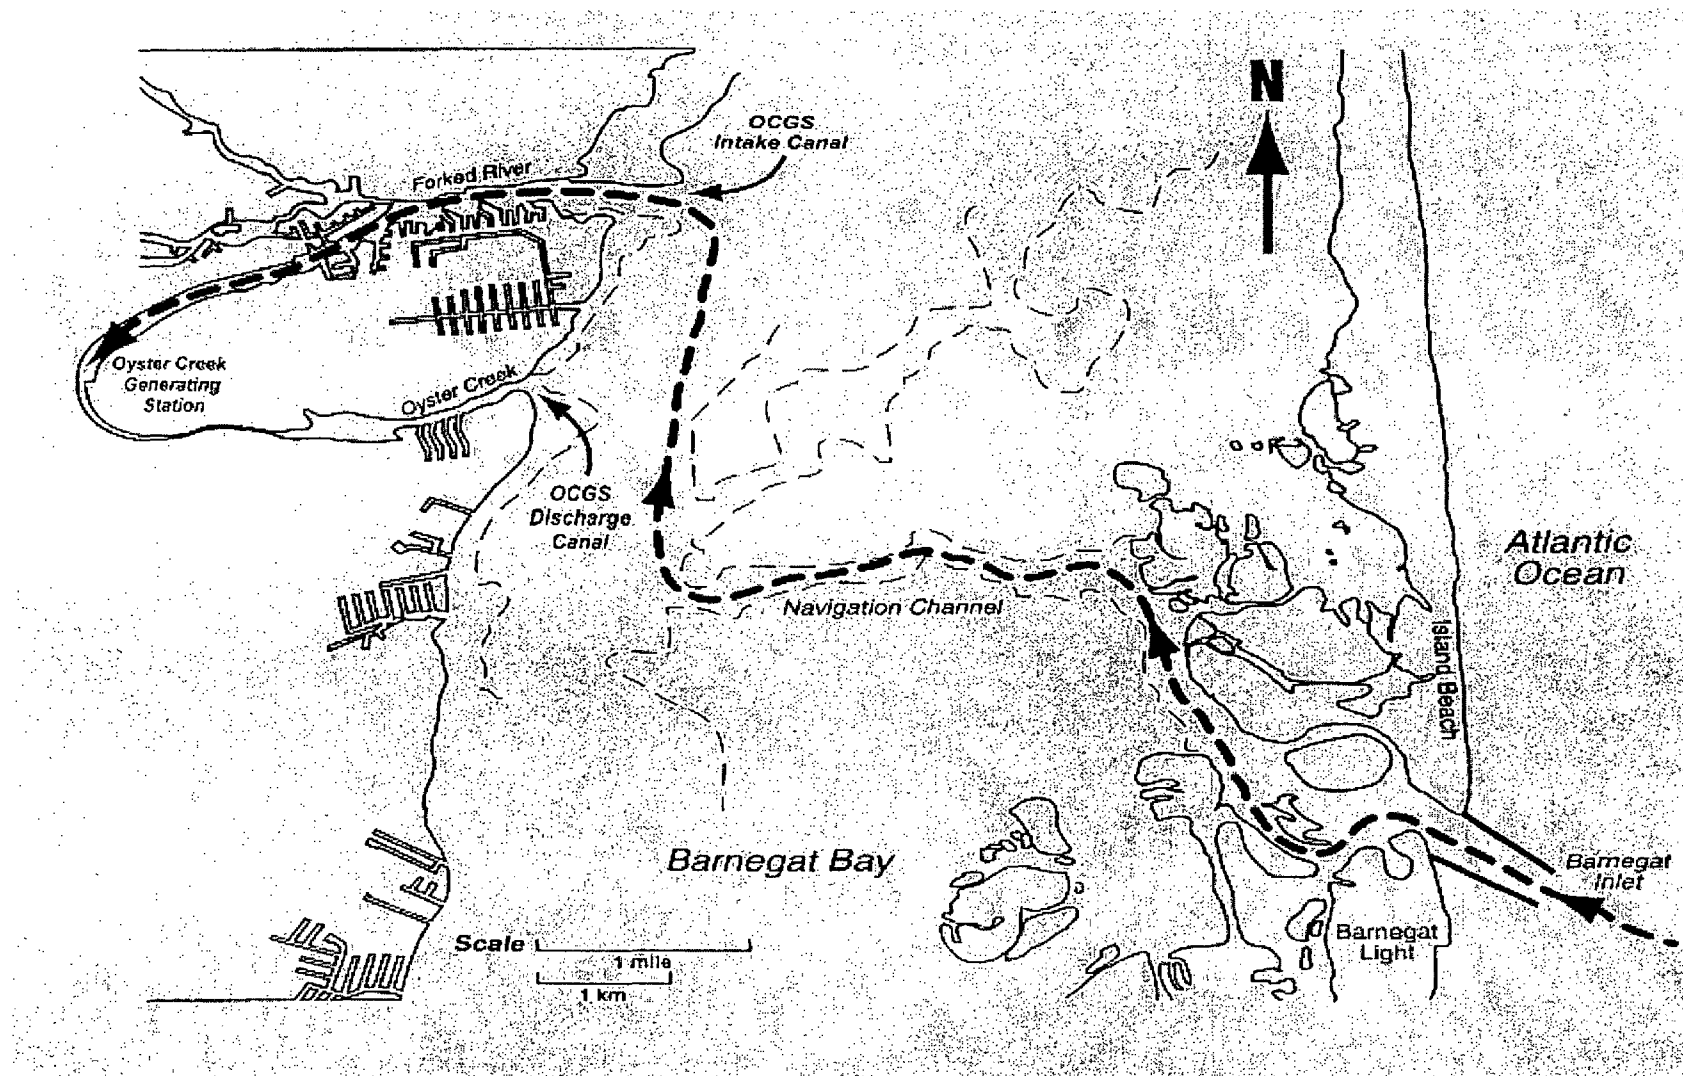 N
OCGS
Intake Canal
Forked River
Oyster Creek
Generating
Station
Oyster Creek
OCGS
Discharge
Canal
Atlantic
Ocean
Navigation Channel
Island Beach
Barnegat Bay
Barnegat
Inlet
Barnegat
Light
Scale
1 mile
1 km